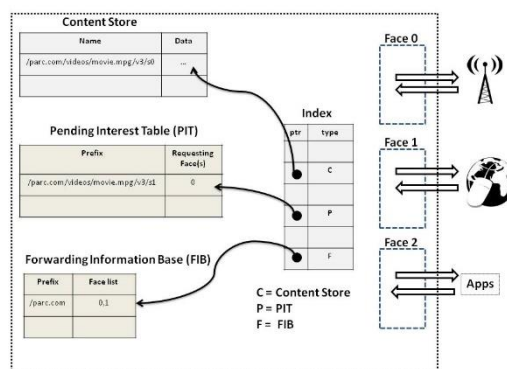 Content Store
Name Data
/parc.com/videos/movie.mpg/v3/s0 ...
Pending Interest Table (PIT)
Prefix Requesting Face(s)
/parc.com/videos/movie.mpg/v3/s1 0
Forwarding Information Base (FIB)
Prefix Face list
/parc.com 0,1
Index
ptr type
C
P
F
C = Content Store
P = PIT
F = FIB
Face 0
Face 1
Face 2
Apps